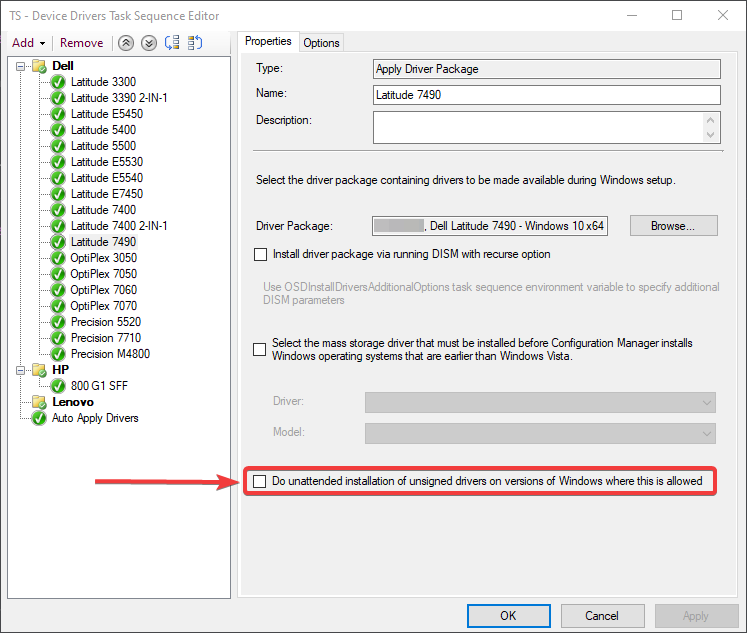 TS - Device Drivers Task Sequence Editor
Add
Remove
Dell
Latitude 3300
Latitude 3390 2-IN-1
Latitude E5450
Latitude 5400
Latitude 5500
Latitude E5530
Latitude E5540
Latitude E7450
Latitude 7400
Latitude 7400 2-IN-1
Latitude 7490
OptiPlex 3050
OptiPlex 7050
OptiPlex 7060
OptiPlex 7070
Precision 5520
Precision 7710
Precision M4800
HP
800 G1 SFF
Lenovo
Auto Apply Drivers
Properties
Options
Type:
Apply Driver Package
Name:
Latitude 7490
Description:
Select the driver package containing drivers to be made available during Windows setup.
Driver Package:
, Dell Latitude 7490 - Windows 10 x64
Browse...
Install driver package via running DISM with recurse option
Use OSDInstallDriversAdditionalOptions task sequence environment variable to specify additional
DISM parameters
Select the mass storage driver that must be installed before Configuration Manager installs
Windows operating systems that are earlier than Windows Vista.
Driver:
Model:
Do unattended installation of unsigned drivers on versions of Windows where this is allowed
OK
Cancel
Apply